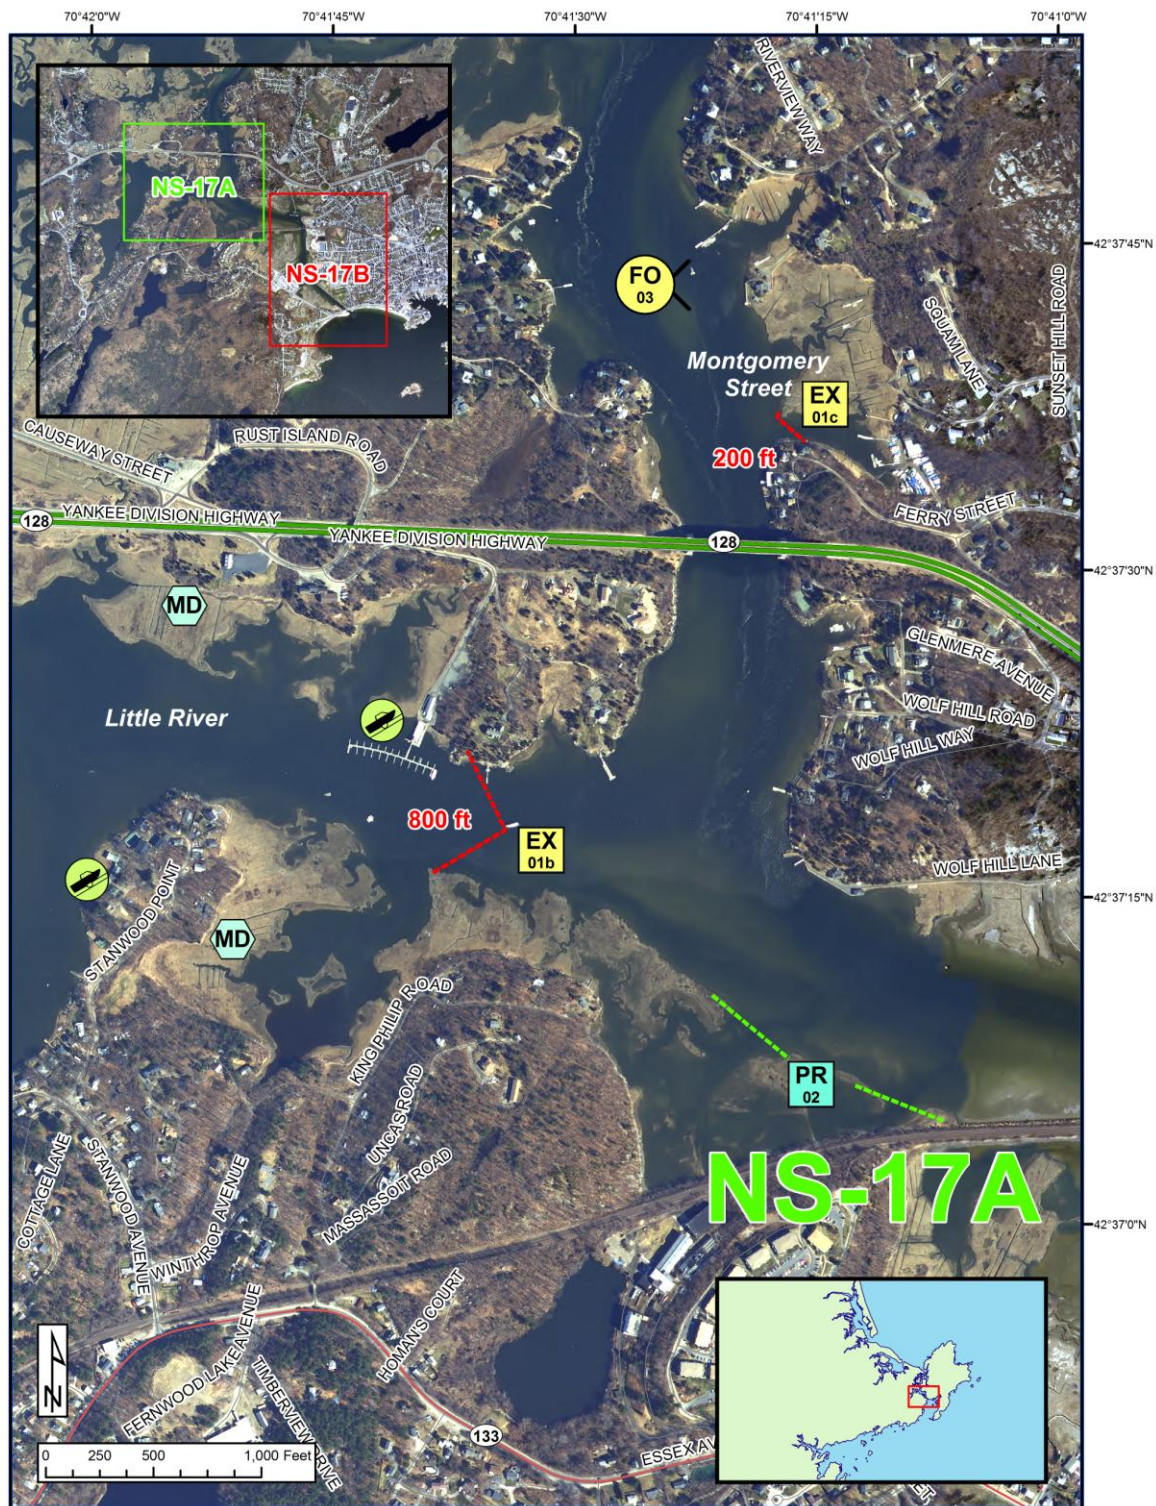 70°42'0"W
70°41'45"W
70°41'30"W
70°41'15"W
70°41'0"W
NS-17A
NS-17B
RIVERVIEW WAY
42°37'45"N
FO
03
SQUAM LANE
SUNSET HILL ROAD
Montgomery
Street
EX
01c
200 ft
CAUSEWAY STREET
RUST ISLAND ROAD
FERRY STREET
128
YANKEE DIVISION HIGHWAY
YANKEE DIVISION HIGHWAY
128
42°37'30"N
MD
GLENMERE AVENUE
WOLF HILL ROAD
WOLF HILL WAY
Little River
800 ft
EX
01b
WOLF HILL LANE
42°37'15"N
STANWOOD POINT
MD
KING PHILIP ROAD
UNCAS ROAD
MASSASOIT ROAD
PR
02
NS-17A
42°37'0"N
COTTAGE LANE
STANWOOD AVENUE
WINTHROP AVENUE
FERNWOOD LAKE AVENUE
TIMBERVIEW DRIVE
HOMAN'S COURT
133
ESSEX AV
ET
N
0 250 500 1,000 Feet